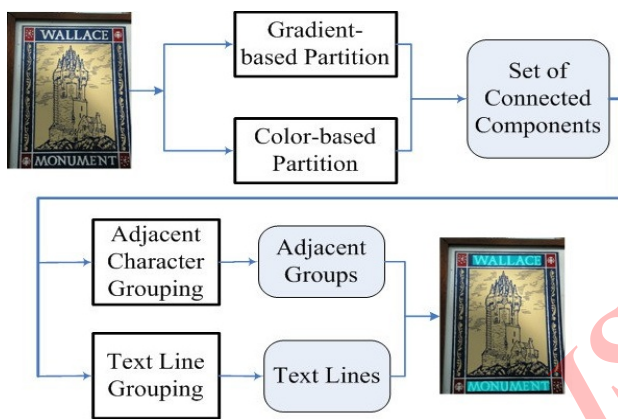 WALLACE
MONUMENT
Gradient-
based Partition
Color-based
Partition
Set of
Connected
Components
Adjacent
Character
Grouping
Adjacent
Groups
Text Line
Grouping
Text Lines
WALLACE
MONUMENT